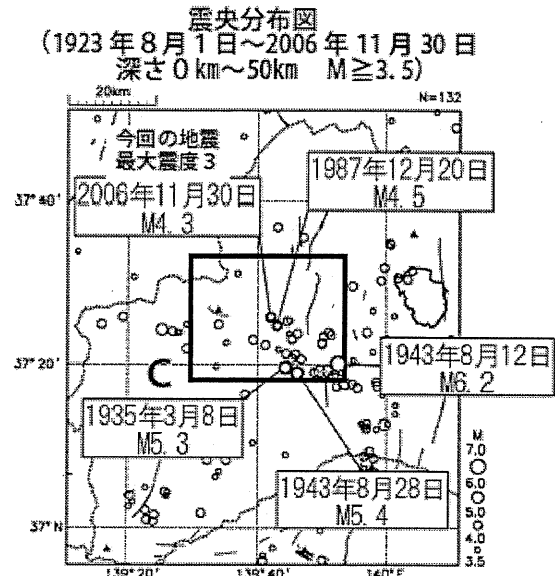 震央分布図
(1923年8月1日～2006年11月30日
深さ0km～50km M≧3.5)
20km
N=132
今回の地震
最大震度3
2006年11月30日
M4.3
1987年12月20日
M4.5
37°40'
37°20'
C
1943年8月12日
M6.2
1935年3月8日
M5.3
1943年8月28日
M5.4
M
7.0
6.0
5.0
4.0
3.5
37°N
139°20'
139°40'
140°E